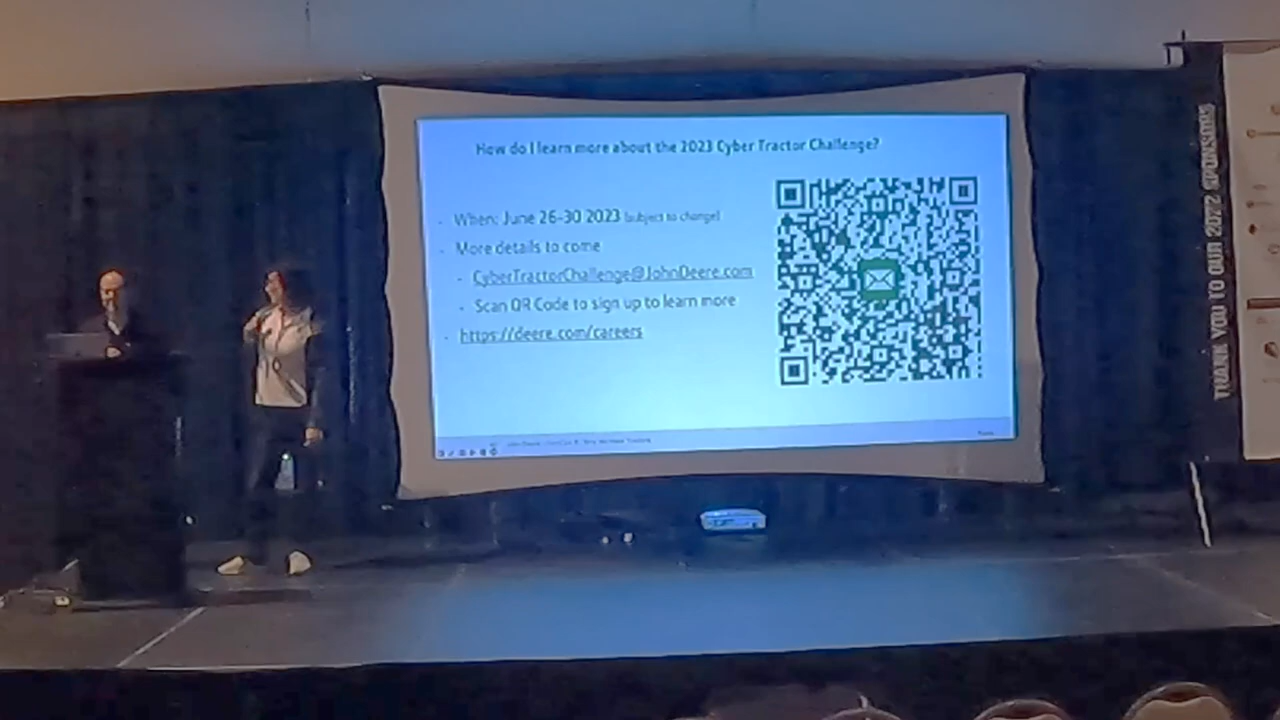 How do I learn more about the 2023 Cyber Tractor Challenge?
When: June 26-30 2023 (subject to change)
More details to come
CyberTractorChallenge@JohnDeere.com
Scan QR Code to sign up to learn more
https://deere.com/careers
THANK YOU TO OUR 2022 SPONSORS